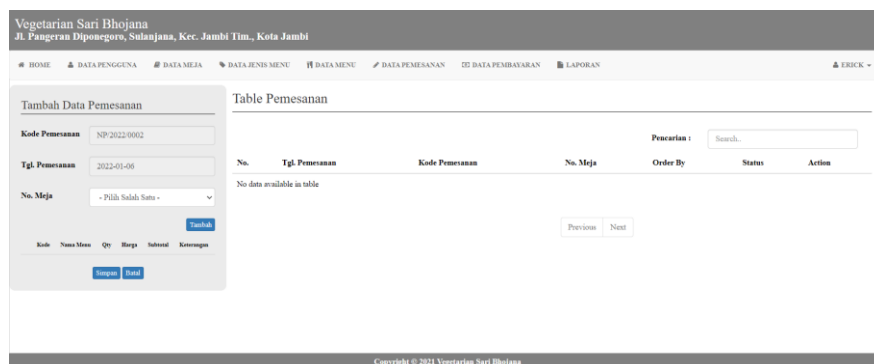 Vegetarian Sari Bhojana
Jl. Pangeran Diponegoro, Sulanjana, Kec. Jambi Tim., Kota Jambi
HOME DATA PENGGUNA DATA MEJA DATA JENIS MENU DATA MENU DATA PEMESANAN DATA PEMBAYARAN LAPORAN ERICK
Tambah Data Pemesanan
Kode Pemesanan NP/2022/0002
Tgl. Pemesanan 2022-01-06
No. Meja - Pilih Salah Satu -
Tambah
Kode Nama Menu Qty Harga Subtotal Keterangan
Simpan Batal
Table Pemesanan
Pencarian : Search..
No. Tgl. Pemesanan Kode Pemesanan No. Meja Order By Status Action
No data available in table
Previous Next
Copyright © 2021 Vegetarian Sari Bhojana